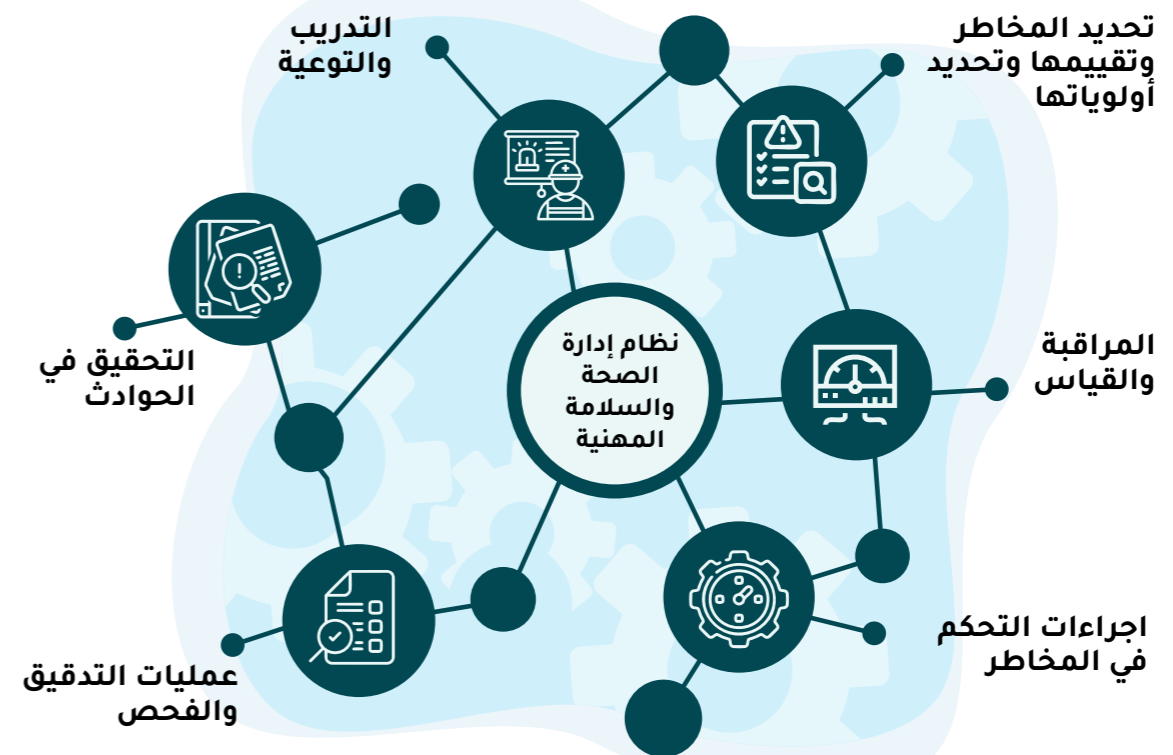 تحديد المخاطر
وتقييمها وتحديد
أولوياتها
التدريب
والتوعية
المراقبة
والقياس
نظام إدارة
الصحة
والسلامة
المهنية
التحقيق في
الحوادث
اجراءات التحكم
في المخاطر
عمليات التدقيق
والفحص